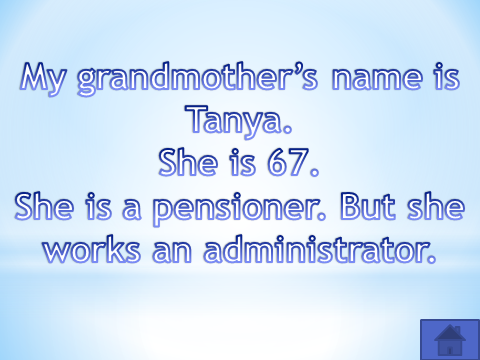 My grandmother’s name is
Tanya.
She is 67.
She is a pensioner. But she
works an administrator.